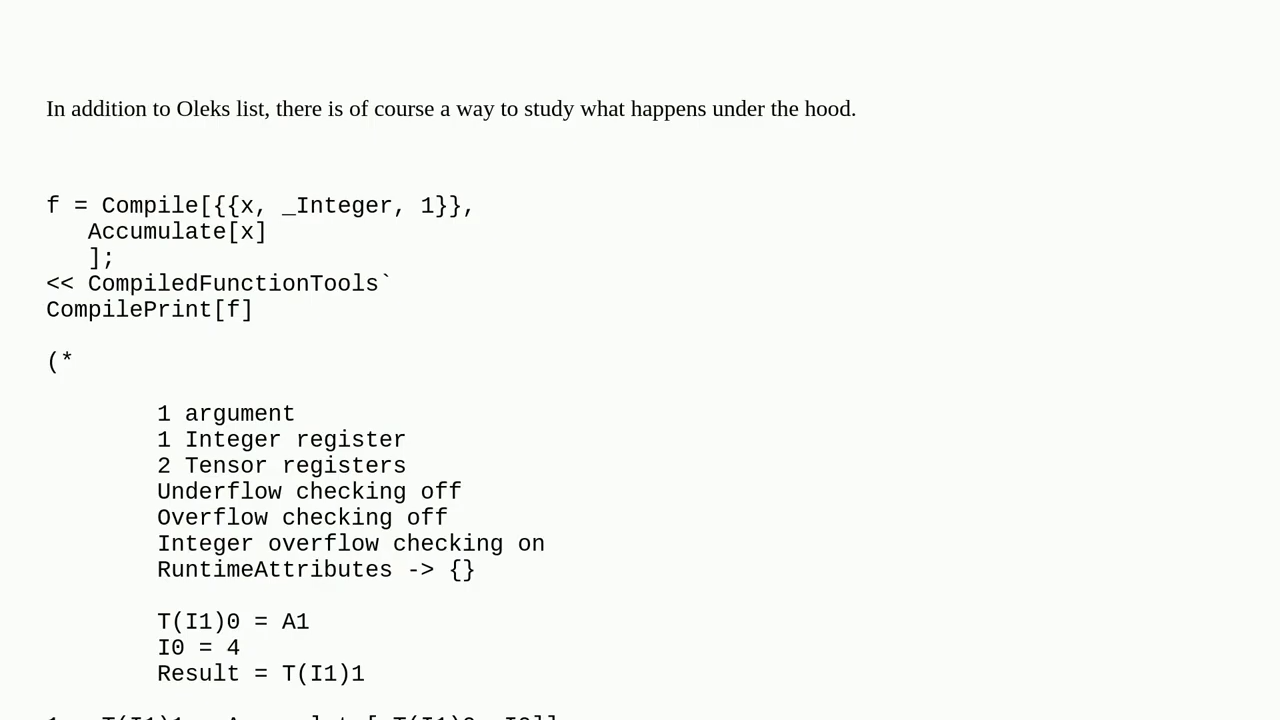 In addition to Oleks list, there is of course a way to study what happens under the hood.
f = Compile[{{x, _Integer, 1}},
   Accumulate[x]
   ];
<< CompiledFunctionTools`
CompilePrint[f]
(*
        1 argument
        1 Integer register
        2 Tensor registers
        Underflow checking off
        Overflow checking off
        Integer overflow checking on
        RuntimeAttributes -> {}
        T(I1)0 = A1
        I0 = 4
        Result = T(I1)1